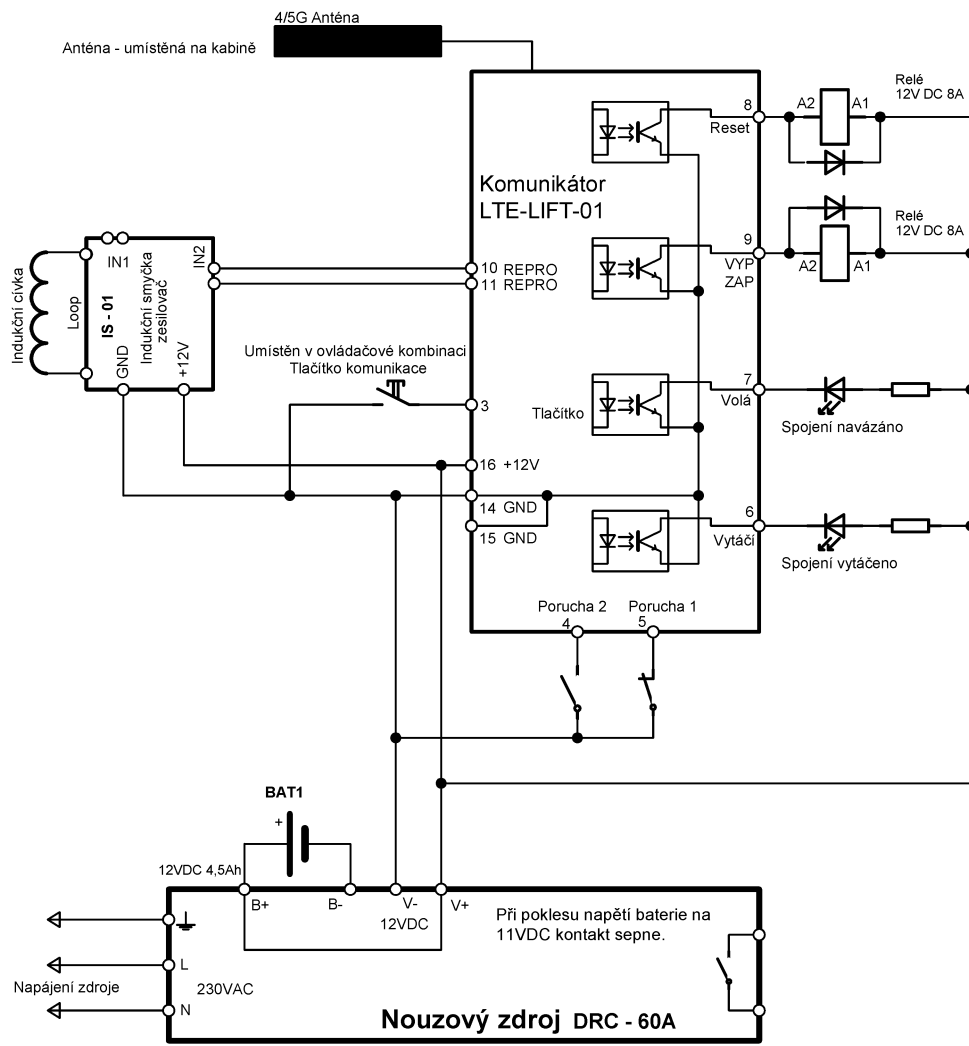 4/5G Anténa
Anténa - umístěná na kabině
Relé
12V DC 8A
A2
A1
8
Reset
Komunikátor
LTE-LIFT-01
Relé
12V DC 8A
A2
A1
9
VYP
ZAP
IN1
IN2
10 REPRO
11 REPRO
Indukční cívka
Loop
IS - 01
Indukční smyčka
zesilovač
GND
+12V
Umístěn v ovládačové kombinaci
Tlačítko komunikace
3
Tlačítko
7
Volá
Spojení navázáno
16 +12V
14 GND
15 GND
6
Vytáčí
Spojení vytáčeno
Porucha 2
Porucha 1
4
5
BAT1
+
12VDC 4,5Ah
B+
B-
V-
V+
12VDC
Při poklesu napětí baterie na
11VDC kontakt sepne.
L
Napájení zdroje
230VAC
N
Nouzový zdroj DRC - 60A